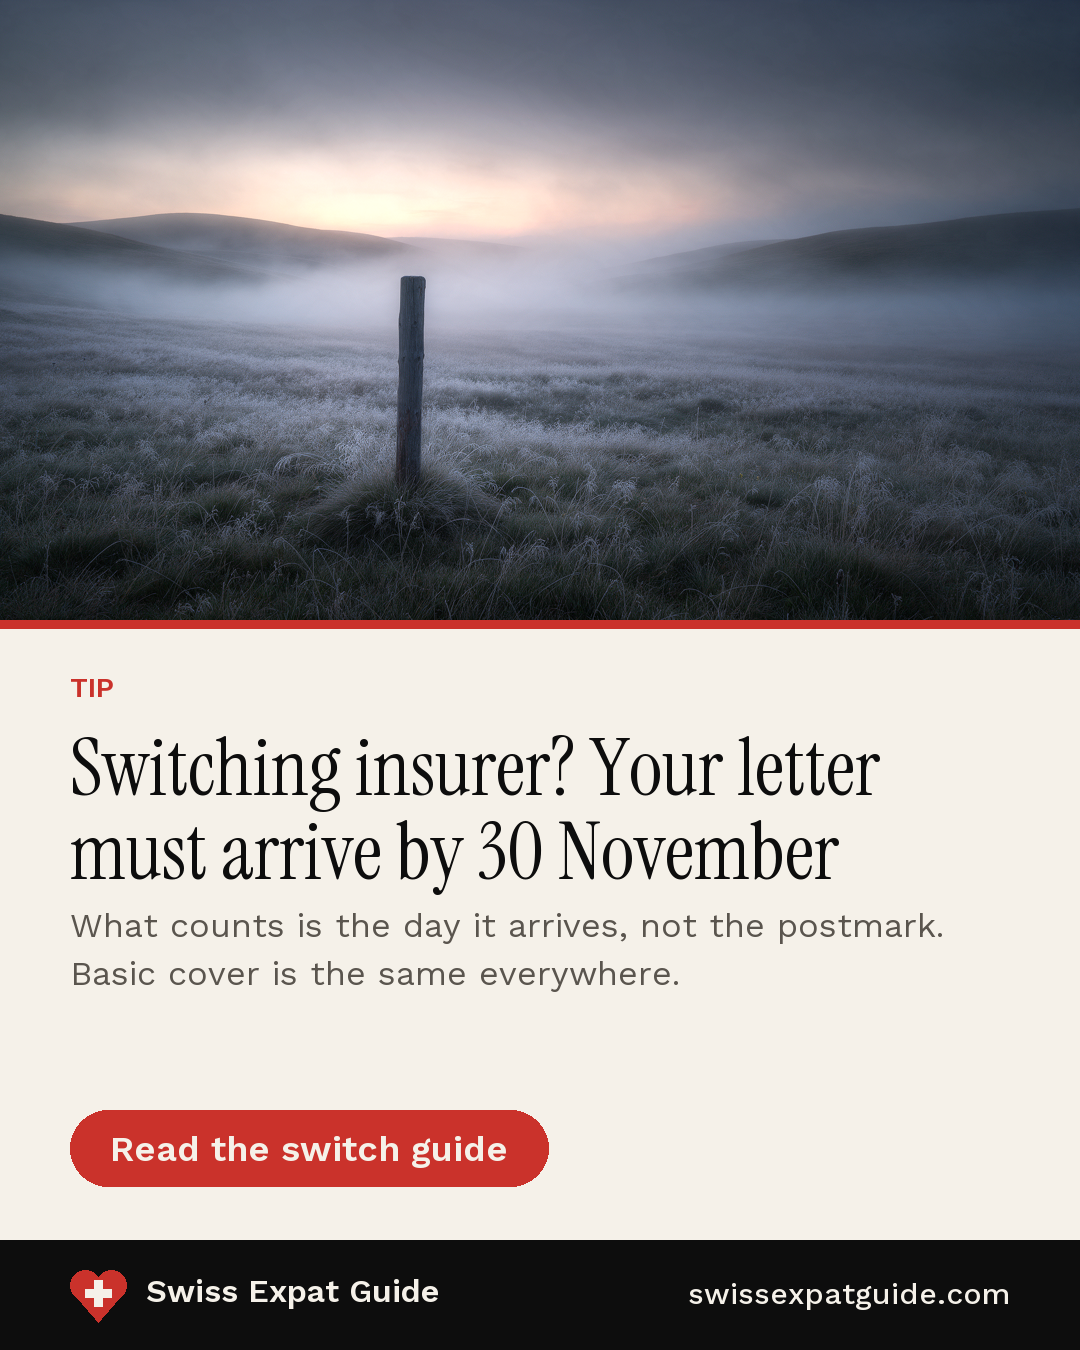 TIP
Switching insurer? Your letter
must arrive by 30 November
What counts is the day it arrives, not the postmark.
Basic cover is the same everywhere.
Read the switch guide
Swiss Expat Guide
swissexpatguide.com